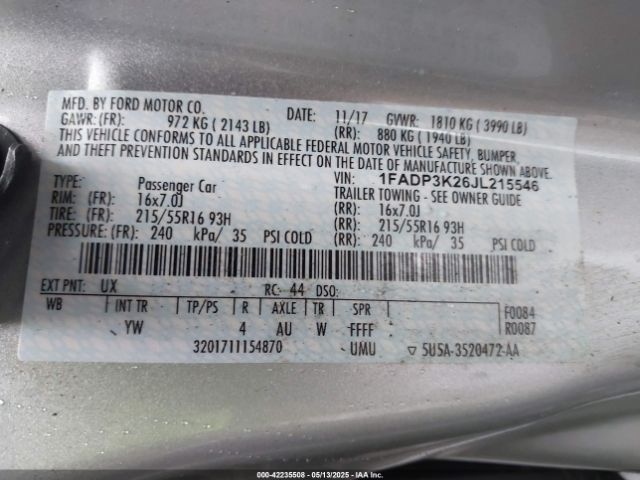 MFD. BY FORD MOTOR CO.
DATE: 11/17 GVWR: 1810 KG ( 3990 LB)
GAWR:(FR): 972 KG ( 2143 LB) (RR): 880 KG ( 1940 LB)
THIS VEHICLE CONFORMS TO ALL APPLICABLE FEDERAL MOTOR VEHICLE SAFETY, BUMPER,
AND THEFT PREVENTION STANDARDS IN EFFECT ON THE DATE OF MANUFACTURE SHOWN ABOVE.
VIN: 1FADP3K26JL215546
TYPE: Passenger Car TRAILER TOWING - SEE OWNER GUIDE
RIM: (FR): 16x7.0J (RR): 16x7.0J
TIRE: (FR): 215/55R16 93H (RR): 215/55R16 93H
PRESSURE: (FR): 240 kPa/ 35 PSI COLD (RR): 240 kPa/ 35 PSI COLD
EXT PNT: UX RC: 44 DSO:
WB INT TR TP/PS R AXLE TR SPR F0084
YW 4 AU W FFFF R0087
3201711154870 UMU ▽ 5U5A-3520472-AA
000-42235508 - 05/13/2025 - IAA, Inc.